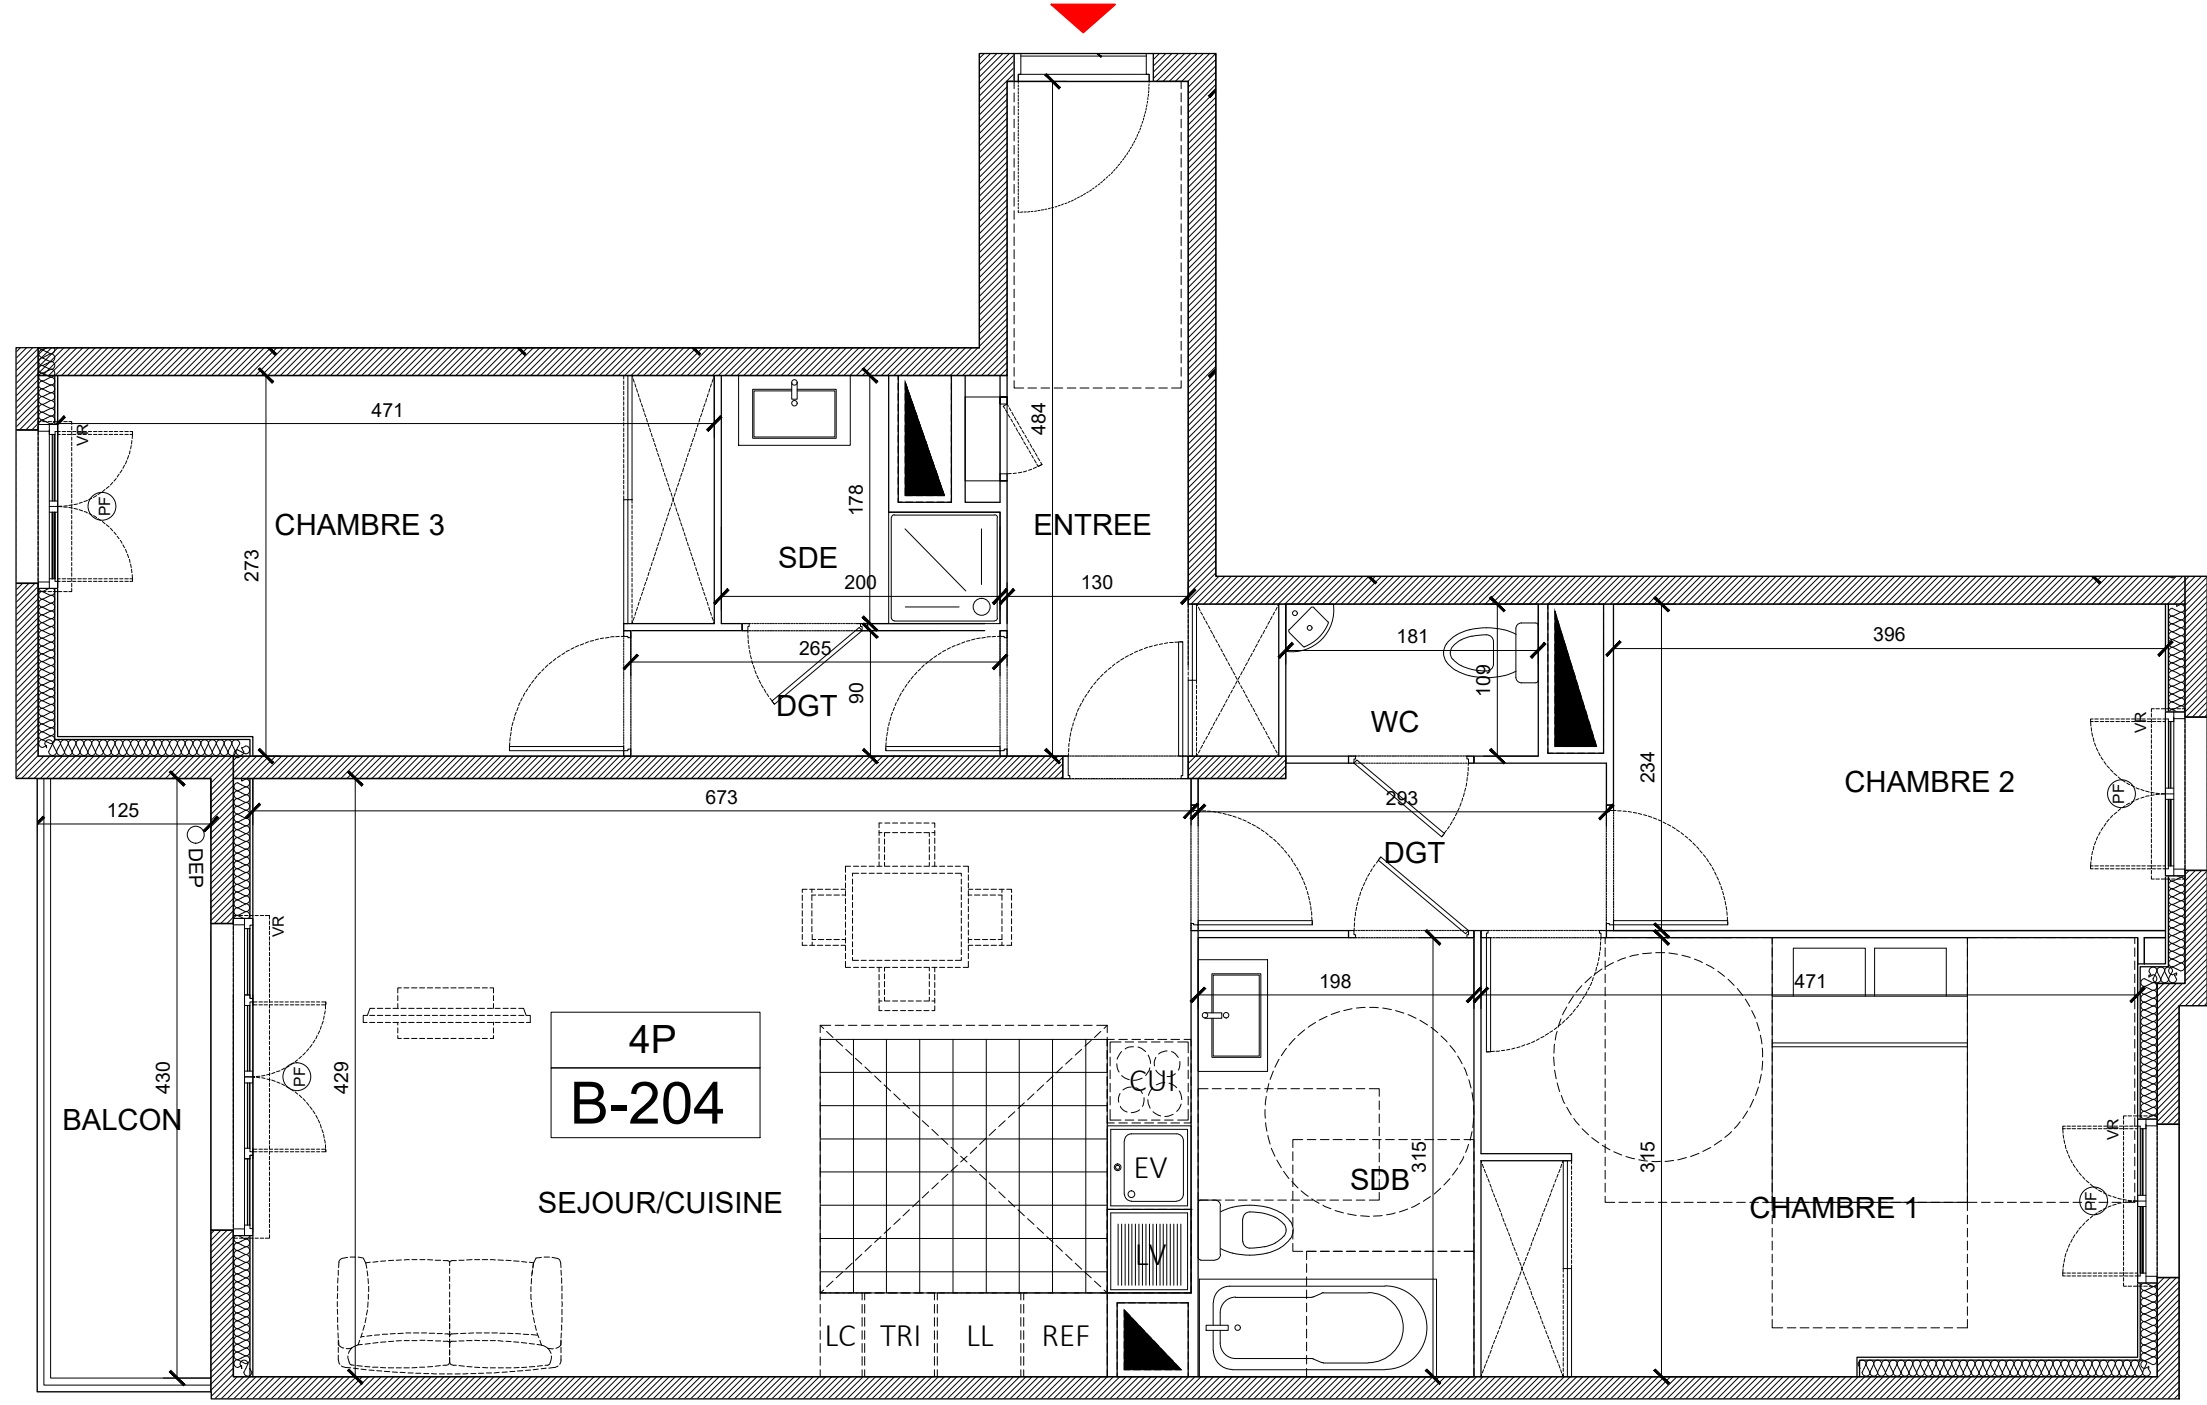 484
471
VR
PF
CHAMBRE 3
273
178
SDE
200
ENTREE
130
265
DGT
90
181
109
WC
396
234
VR
PF
CHAMBRE 2
673
293
DGT
125
DEP
VR
430
429
PF
BALCON
4P
B-204
SEJOUR/CUISINE
CUI
EV
LV
LC
TRI
LL
REF
198
315
SDB
471
315
VR
PF
CHAMBRE 1